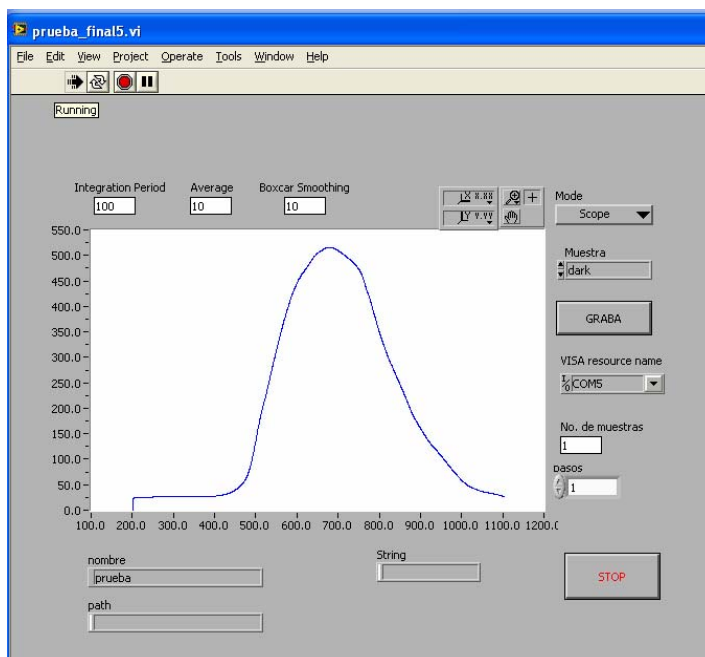 prueba_final5.vi
File Edit View Project Operate Tools Window Help
Running
Integration Period Average Boxcar Smoothing
100 10 10
X X.XX
Y Y.YY
Mode
Scope
Muestra
dark
GRABA
VISA resource name
I/O COM5
No. de muestras
1
pasos
1
550.0
500.0
450.0
400.0
350.0
300.0
250.0
200.0
150.0
100.0
50.0
0.0
100.0 200.0 300.0 400.0 500.0 600.0 700.0 800.0 900.0 1000.0 1100.0 1200.0
nombre
prueba
path
String
STOP